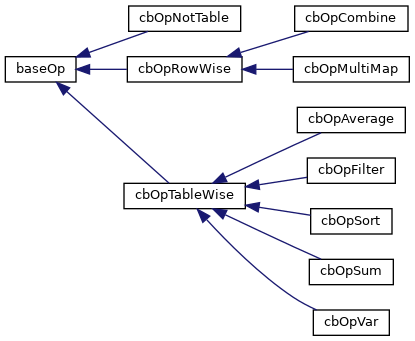 cbOpNotTable
cbOpCombine
baseOp
cbOpRowWise
cbOpMultiMap
cbOpAverage
cbOpFilter
cbOpTableWise
cbOpSort
cbOpSum
cbOpVar